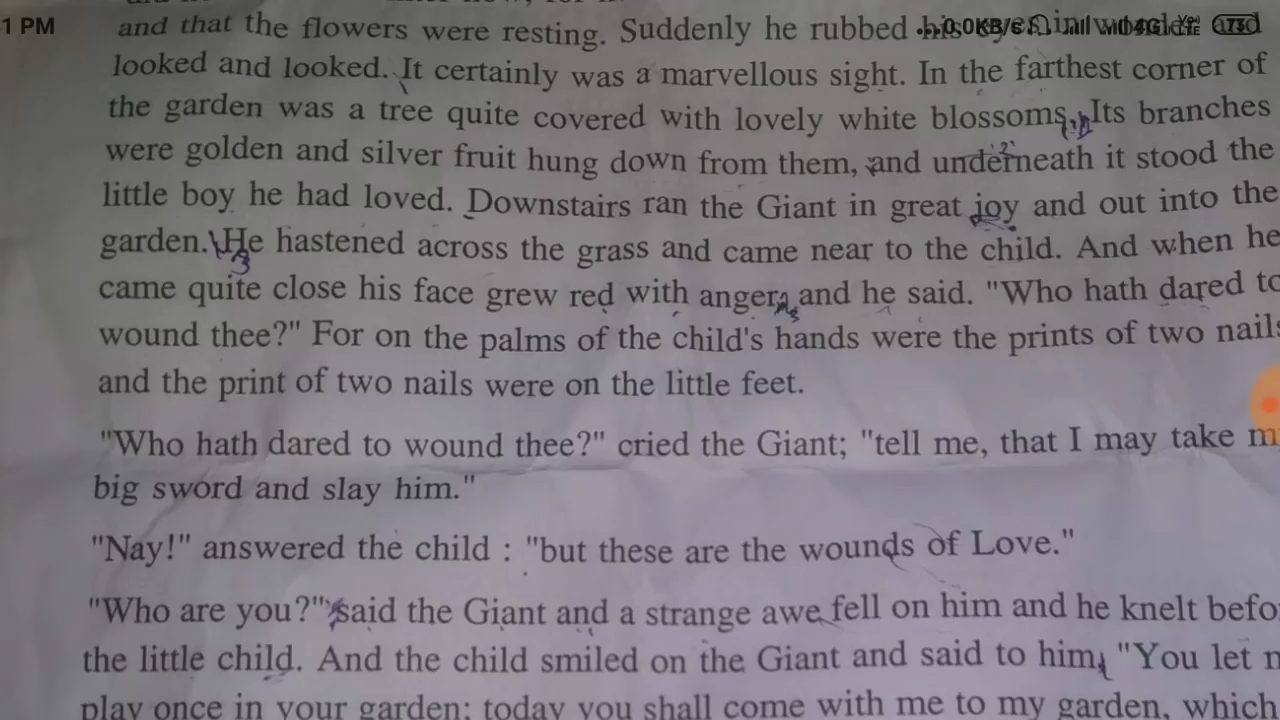 1 PM
and that the flowers were resting. Suddenly he rubbed his
looked and looked. It certainly was a marvellous sight. In the farthest corner of
the garden was a tree quite covered with lovely white blossoms. Its branches
were golden and silver fruit hung down from them, and underneath it stood the
little boy he had loved. Downstairs ran the Giant in great joy and out into the
garden. He hastened across the grass and came near to the child. And when he
came quite close his face grew red with anger, and he said. "Who hath dared to
wound thee?" For on the palms of the child's hands were the prints of two nails
and the print of two nails were on the little feet.
"Who hath dared to wound thee?" cried the Giant; "tell me, that I may take m
big sword and slay him."
"Nay!" answered the child : "but these are the wounds of Love."
"Who are you?" said the Giant and a strange awe fell on him and he knelt befo
the little child. And the child smiled on the Giant and said to him, "You let m
play once in your garden; today you shall come with me to my garden, which